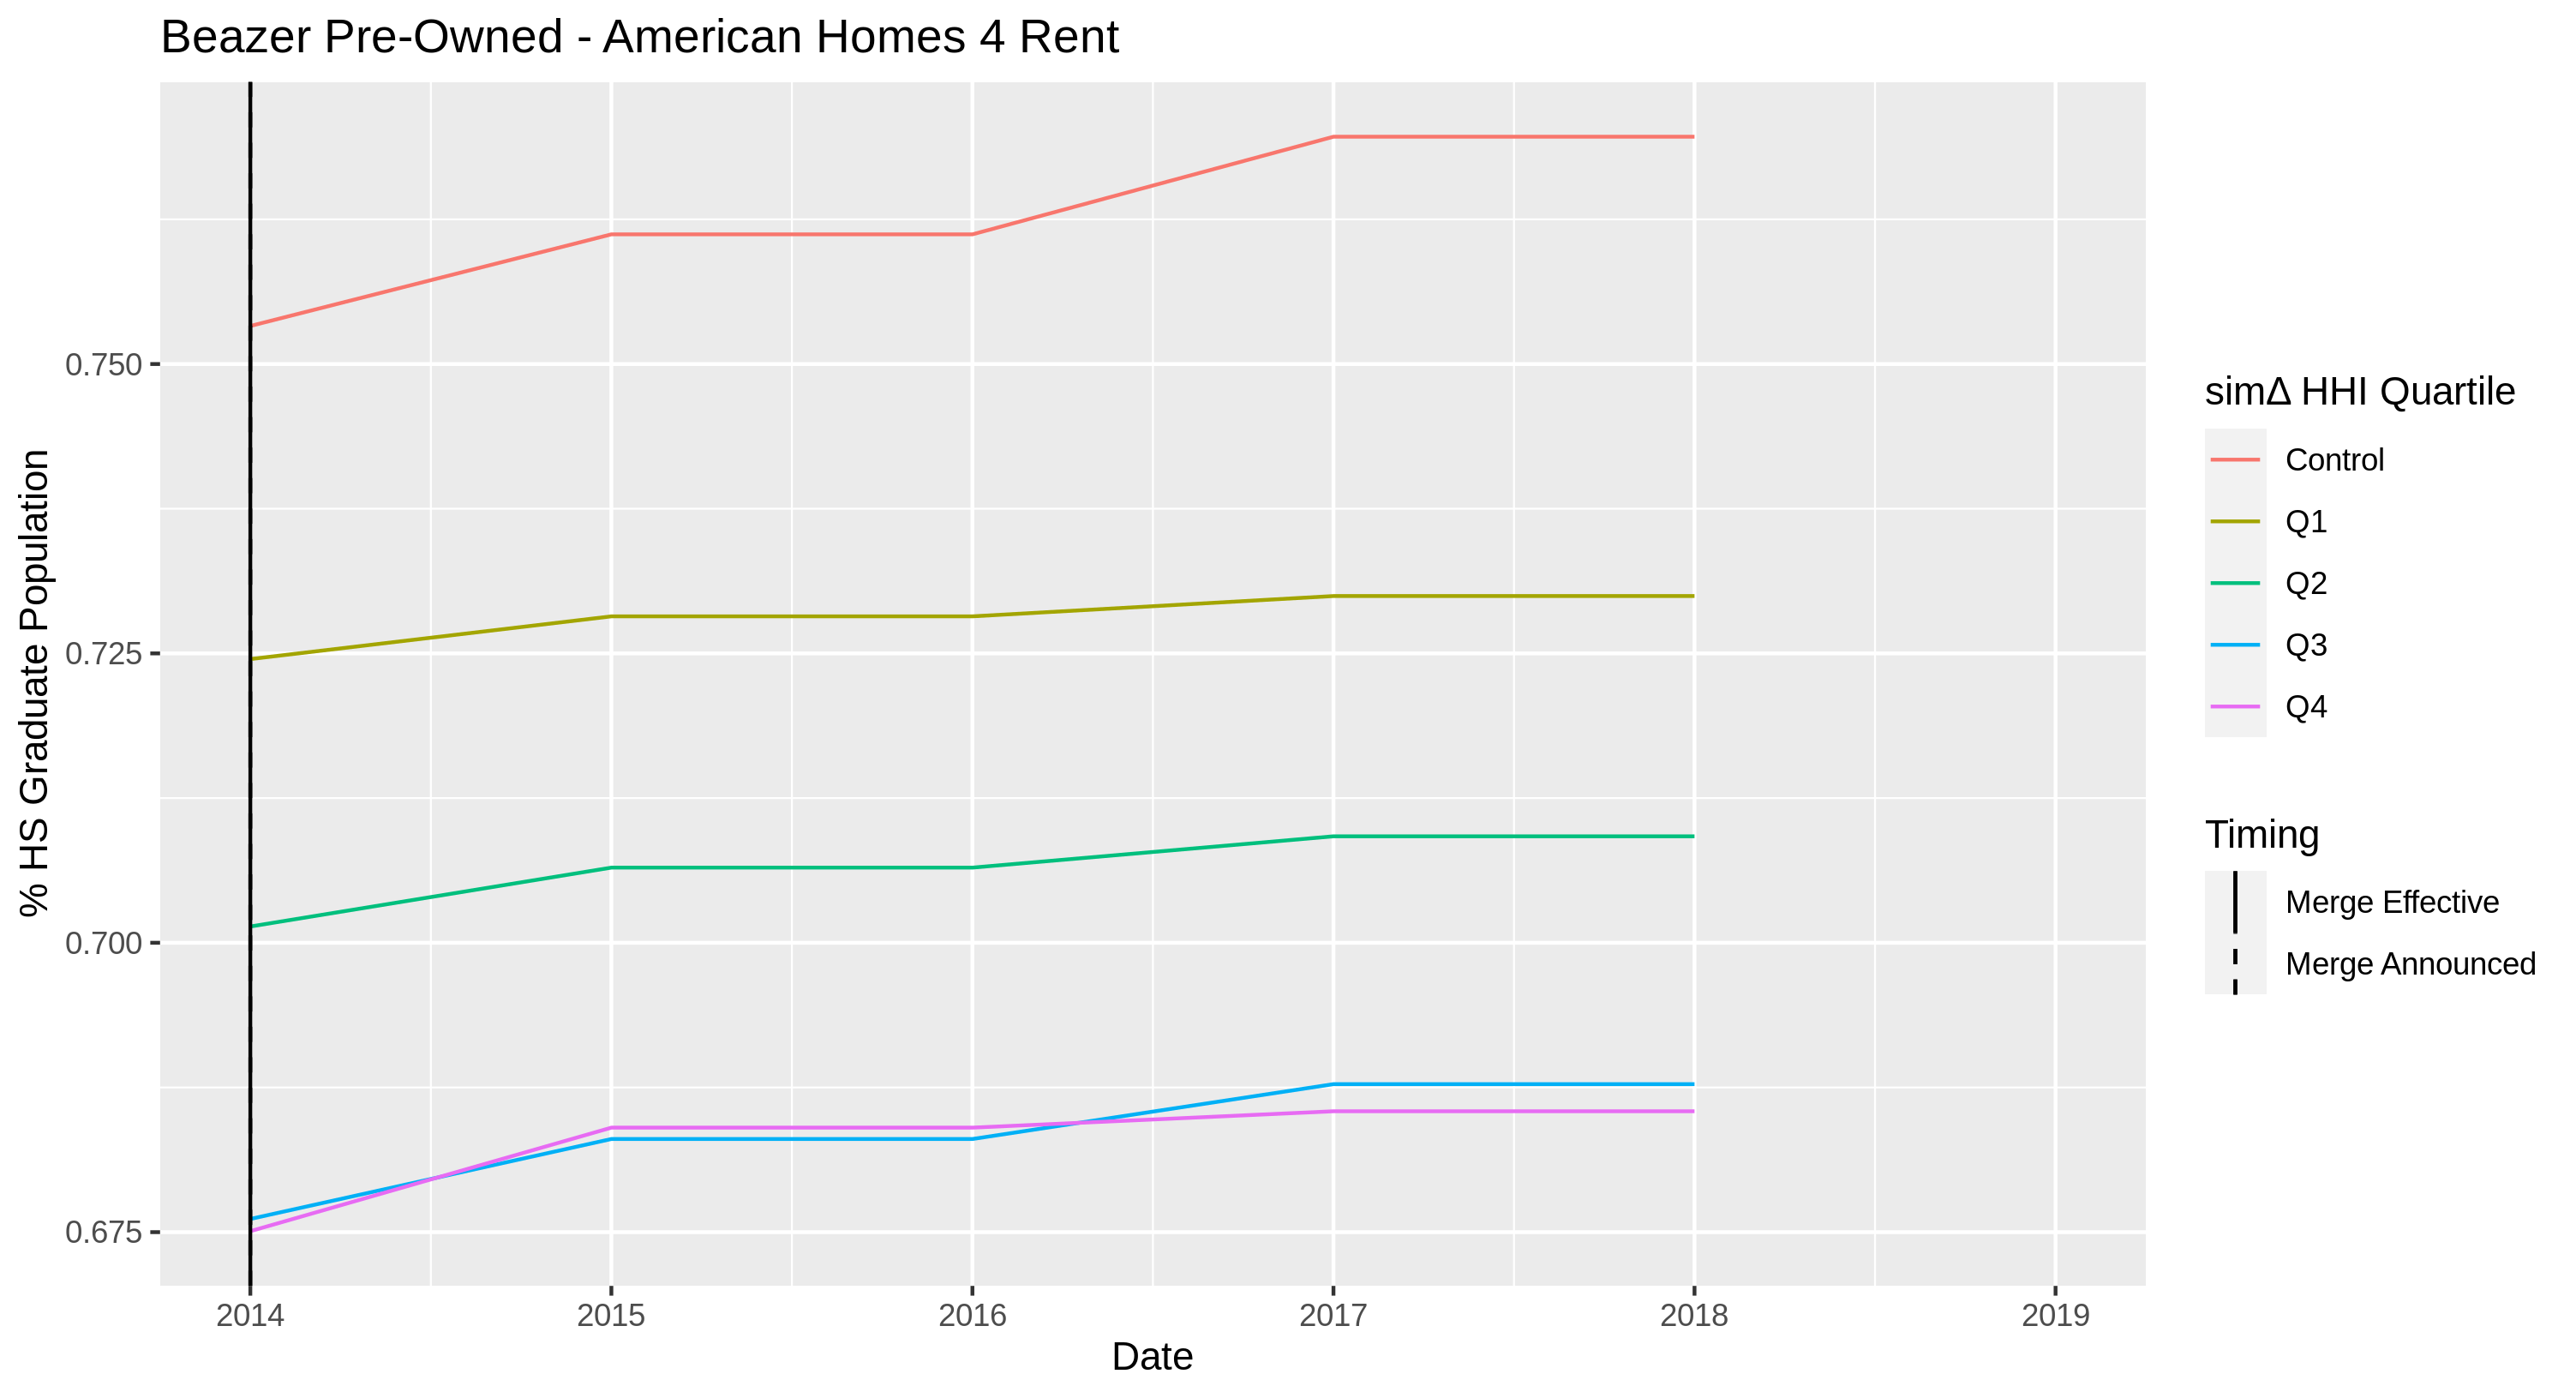 Beazer Pre-Owned - American Homes 4 Rent
% HS Graduate Population
0.750
0.725
0.700
0.675
2014 2015 2016 2017 2018 2019
Date
simΔ HHI Quartile
Control
Q1
Q2
Q3
Q4
Timing
Merge Effective
Merge Announced